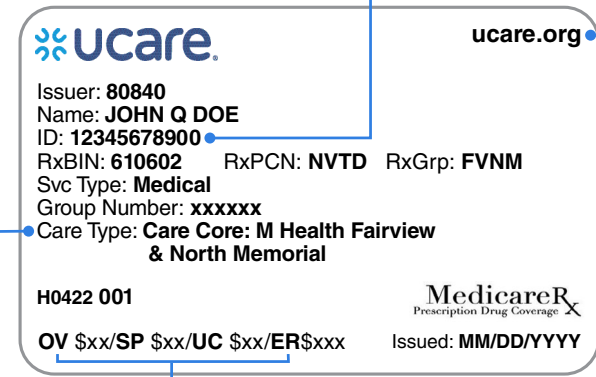 ucare. ucare.org
Issuer: 80840
Name: JOHN Q DOE
ID: 12345678900
RxBIN: 610602 RxPCN: NVTD RxGrp: FVNM
Svc Type: Medical
Group Number: xxxxxx
Care Type: Care Core: M Health Fairview
& North Memorial
H0422 001 MedicareRx
Prescription Drug Coverage
OV $xx/SP $xx/UC $xx/ER$xxx Issued: MM/DD/YYYY